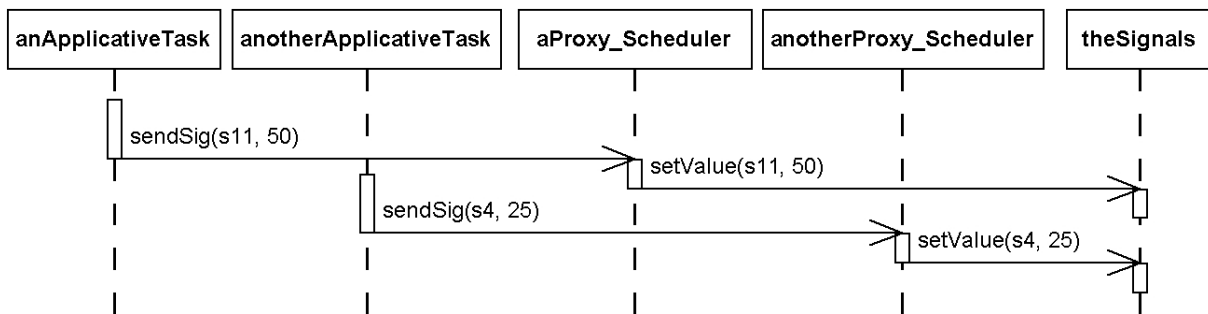 anApplicativeTask
anotherApplicativeTask
aProxy_Scheduler
anotherProxy_Scheduler
theSignals
sendSig(s11, 50)
setValue(s11, 50)
sendSig(s4, 25)
setValue(s4, 25)